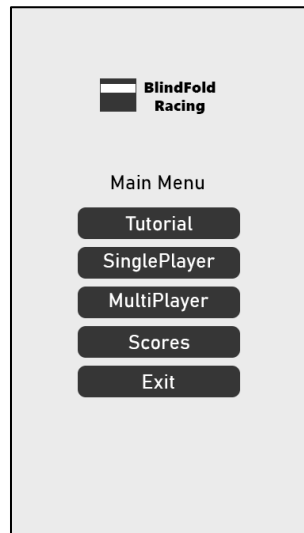 BlindFold
Racing
Main Menu
Tutorial
SinglePlayer
MultiPlayer
Scores
Exit